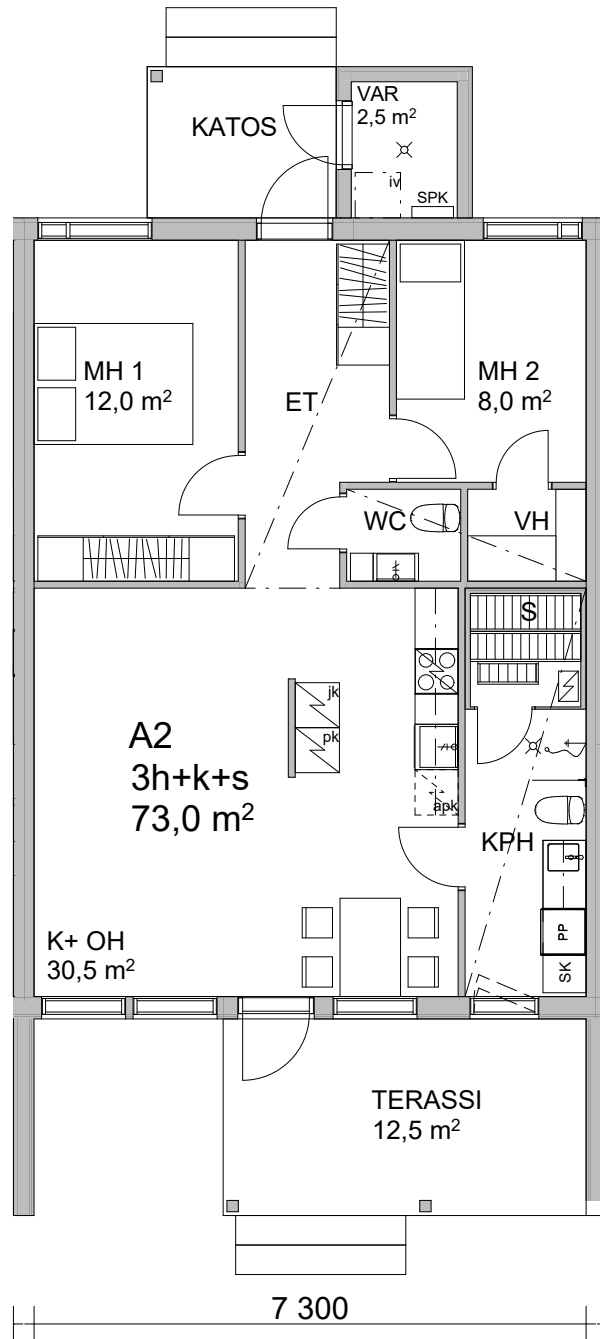 VAR
2,5 m²
KATOS
iv
SPK
MH 1
12,0 m²
ET
MH 2
8,0 m²
WC
VH
S
jk
pk
A2
3h+k+s
73,0 m²
apk
KPH
K+ OH
30,5 m²
PP
SK
TERASSI
12,5 m²
7 300